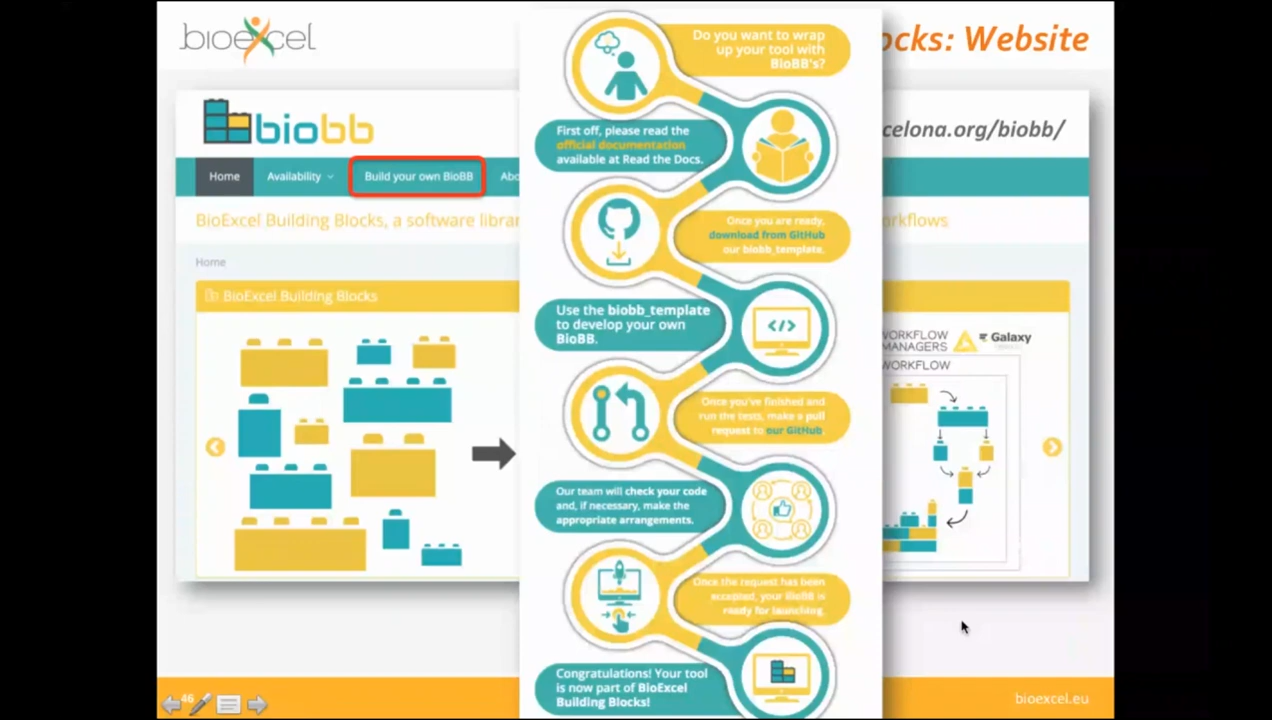 bioexcel
ocks: Website
biobb
celona.org/biobb/
Home
Availability
Build your own BioBB
Abo
BioExcel Building Blocks, a software librar
rkflows
Home
BioExcel Building Blocks
WORKFLOW
MANAGERS
Galaxy
WORKFLOW
Do you want to wrap
up your tool with
BioBB's?
First off, please read the
official documentation
available at Read the Docs.
Once you are ready,
download from GitHub
our biobb_template.
Use the biobb_template
to develop your own
BioBB.
</>
Once you've finished and
run the tests, make a pull
request to our GitHub
Our team will check your code
and, if necessary, make the
appropriate arrangements.
Once the request has been
accepted, your BioBB is
ready for launching.
Congratulations! Your tool
is now part of BioExcel
Building Blocks!
46
bioexcel.eu